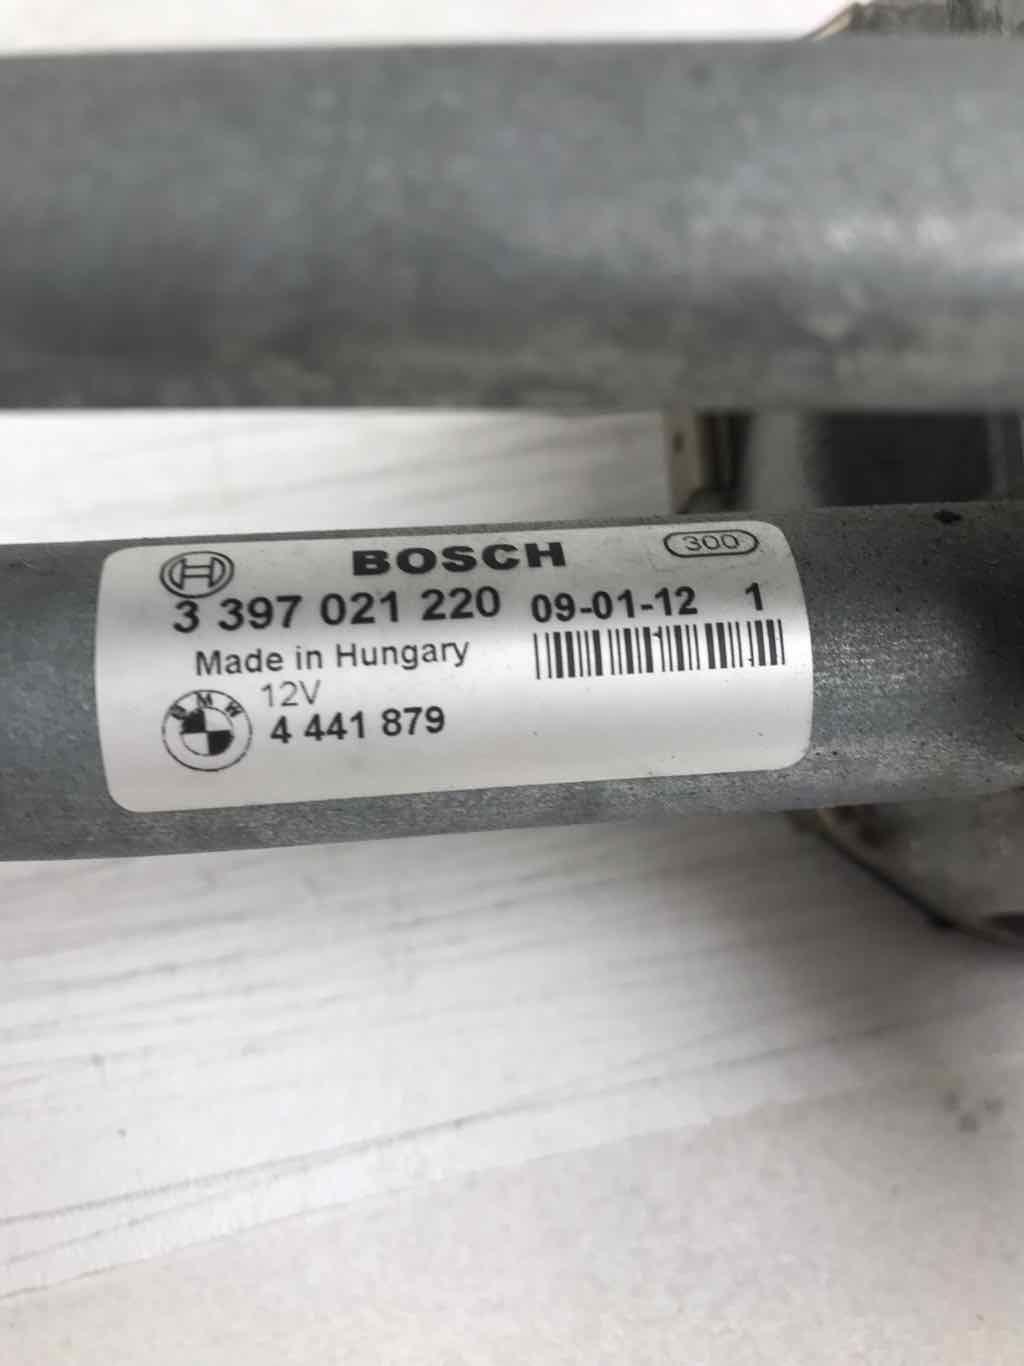 BOSCH 300
3 397 021 220 09-01-12 1
Made in Hungary
12V
BMW
4 441 879